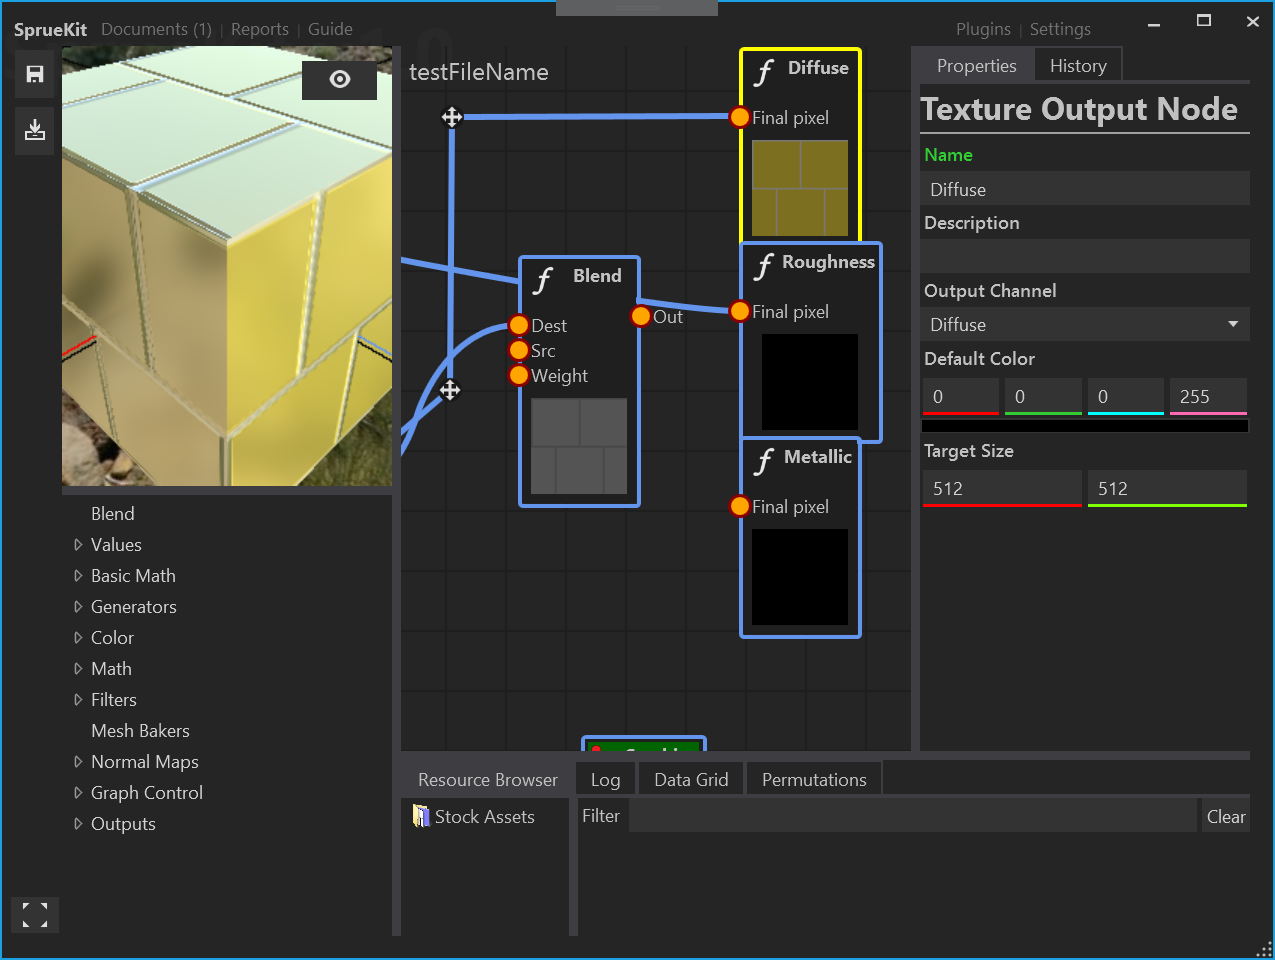 SprueKit Documents (1) | Reports | Guide
Plugins | Settings
testFileName
f Diffuse
Final pixel
f Roughness
Final pixel
f Metallic
Final pixel
f Blend
Dest
Out
Src
Weight
Properties History
Texture Output Node
Name
Diffuse
Description
Output Channel
Diffuse
Default Color
0 0 0 255
Target Size
512 512
Blend
Values
Basic Math
Generators
Color
Math
Filters
Mesh Bakers
Normal Maps
Graph Control
Outputs
Resource Browser Log Data Grid Permutations
Stock Assets
Filter Clear